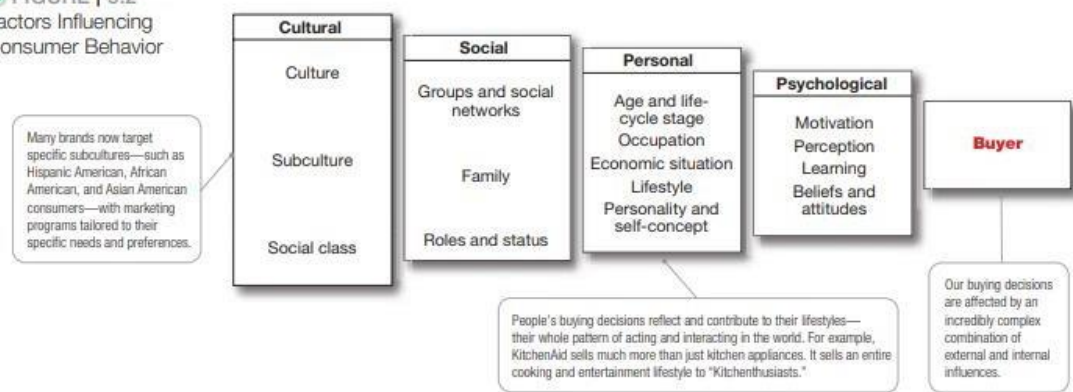 FIGURE | 5.2
actors Influencing
onsumer Behavior
Cultural
Culture
Subculture
Social class
Social
Groups and social
networks
Family
Roles and status
Personal
Age and life-
cycle stage
Occupation
Economic situation
Lifestyle
Personality and
self-concept
Psychological
Motivation
Perception
Learning
Beliefs and
attitudes
Buyer
Many brands now target
specific subcultures—such as
Hispanic American, African
American, and Asian American
consumers—with marketing
programs tailored to their
specific needs and preferences.
People's buying decisions reflect and contribute to their lifestyles—
their whole pattern of acting and interacting in the world. For example,
KitchenAid sells much more than just kitchen appliances. It sells an entire
cooking and entertainment lifestyle to "Kitchenthusiasts."
Our buying decisions
are affected by an
incredibly complex
combination of
external and internal
influences.